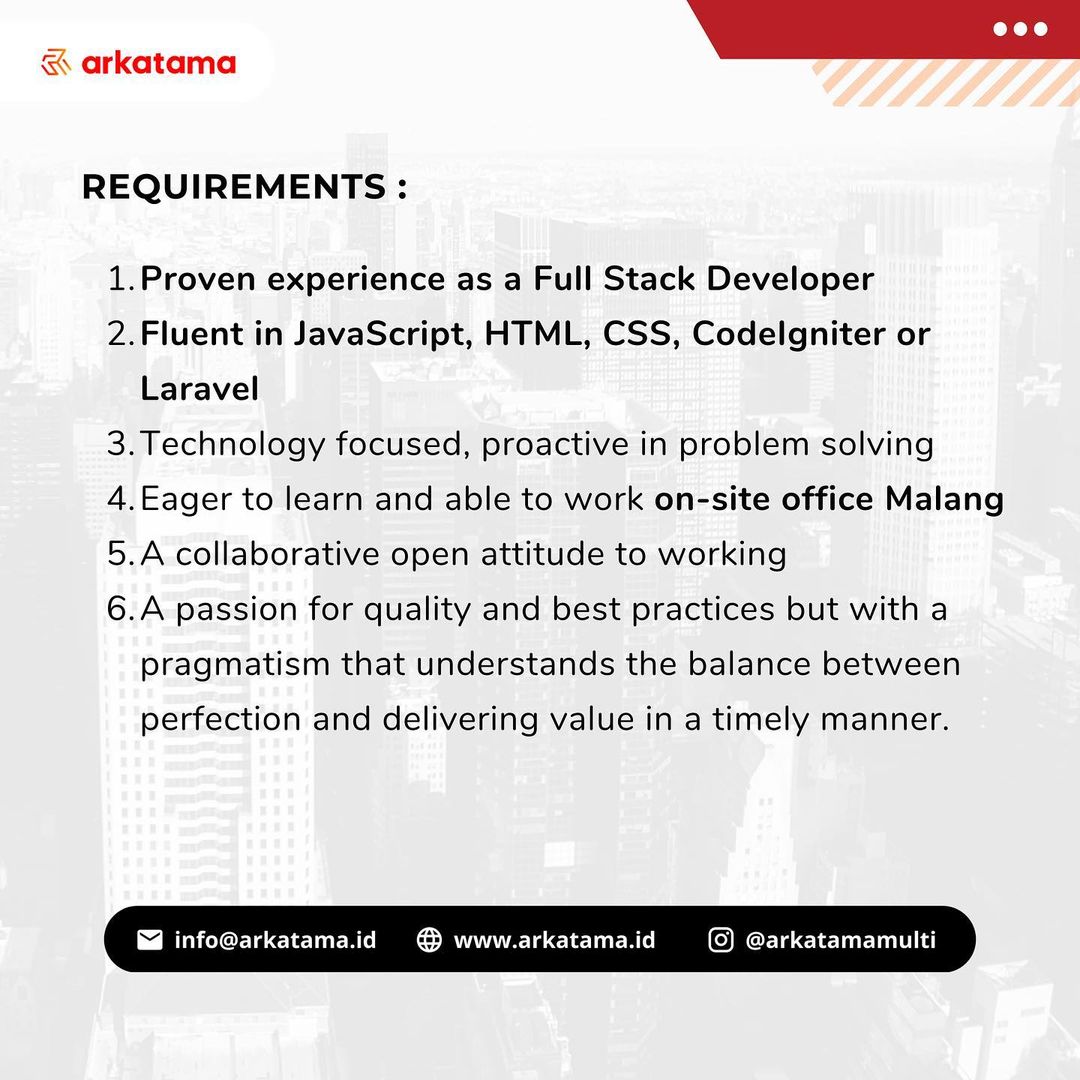 arkatama
REQUIREMENTS :
1. Proven experience as a Full Stack Developer
2. Fluent in JavaScript, HTML, CSS, CodeIgniter or
Laravel
3. Technology focused, proactive in problem solving
4. Eager to learn and able to work on-site office Malang
5. A collaborative open attitude to working
6. A passion for quality and best practices but with a
pragmatism that understands the balance between
perfection and delivering value in a timely manner.
info@arkatama.id www.arkatama.id @arkatamamulti